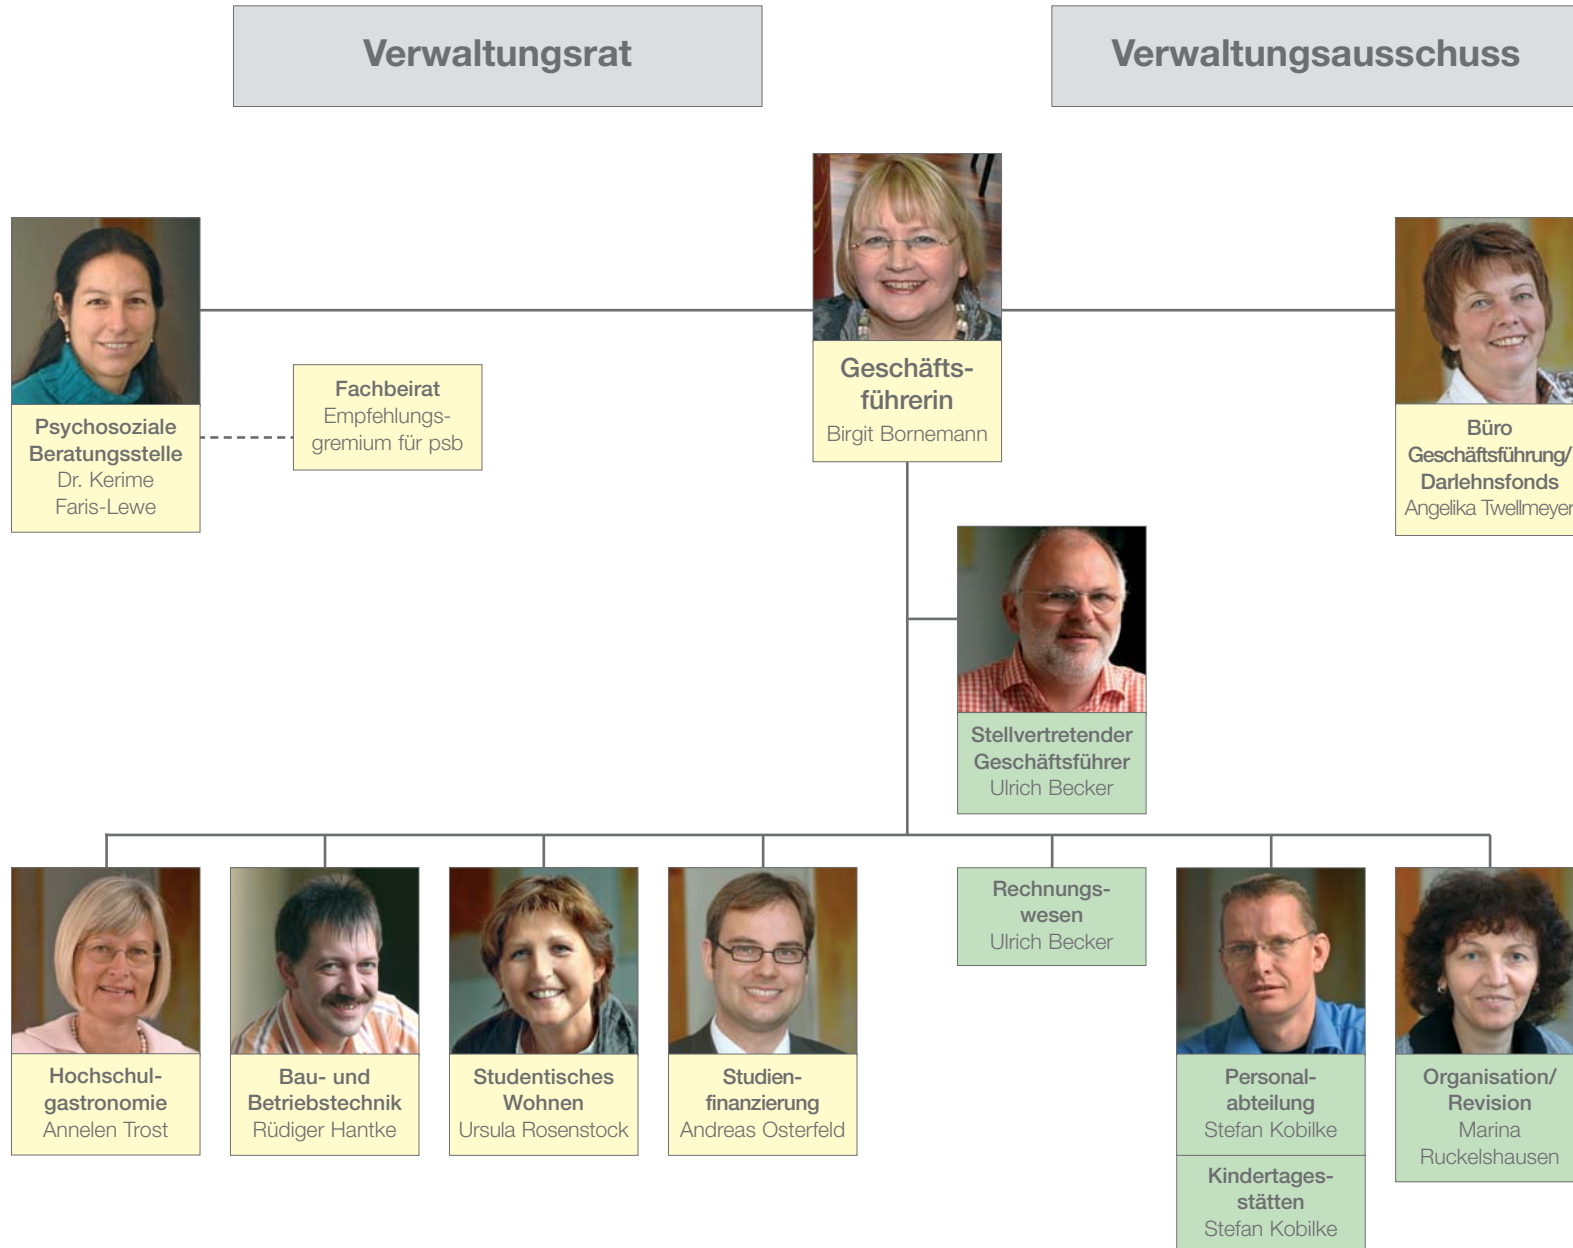 Verwaltungsrat
Verwaltungsausschuss
Geschäfts-
führerin
Birgit Bornemann
Psychosoziale
Beratungsstelle
Dr. Kerime
Faris-Lewe
Fachbeirat
Empfehlungs-
gremium für psb
Büro
Geschäftsführung/
Darlehnsfonds
Angelika Twellmeyer
Stellvertretender
Geschäftsführer
Ulrich Becker
Hochschul-
gastronomie
Annelen Trost
Bau- und
Betriebstechnik
Rüdiger Hantke
Studentisches
Wohnen
Ursula Rosenstock
Studien-
finanzierung
Andreas Osterfeld
Rechnungs-
wesen
Ulrich Becker
Personal-
abteilung
Stefan Kobilke
Kindertages-
stätten
Stefan Kobilke
Organisation/
Revision
Marina
Ruckelshausen